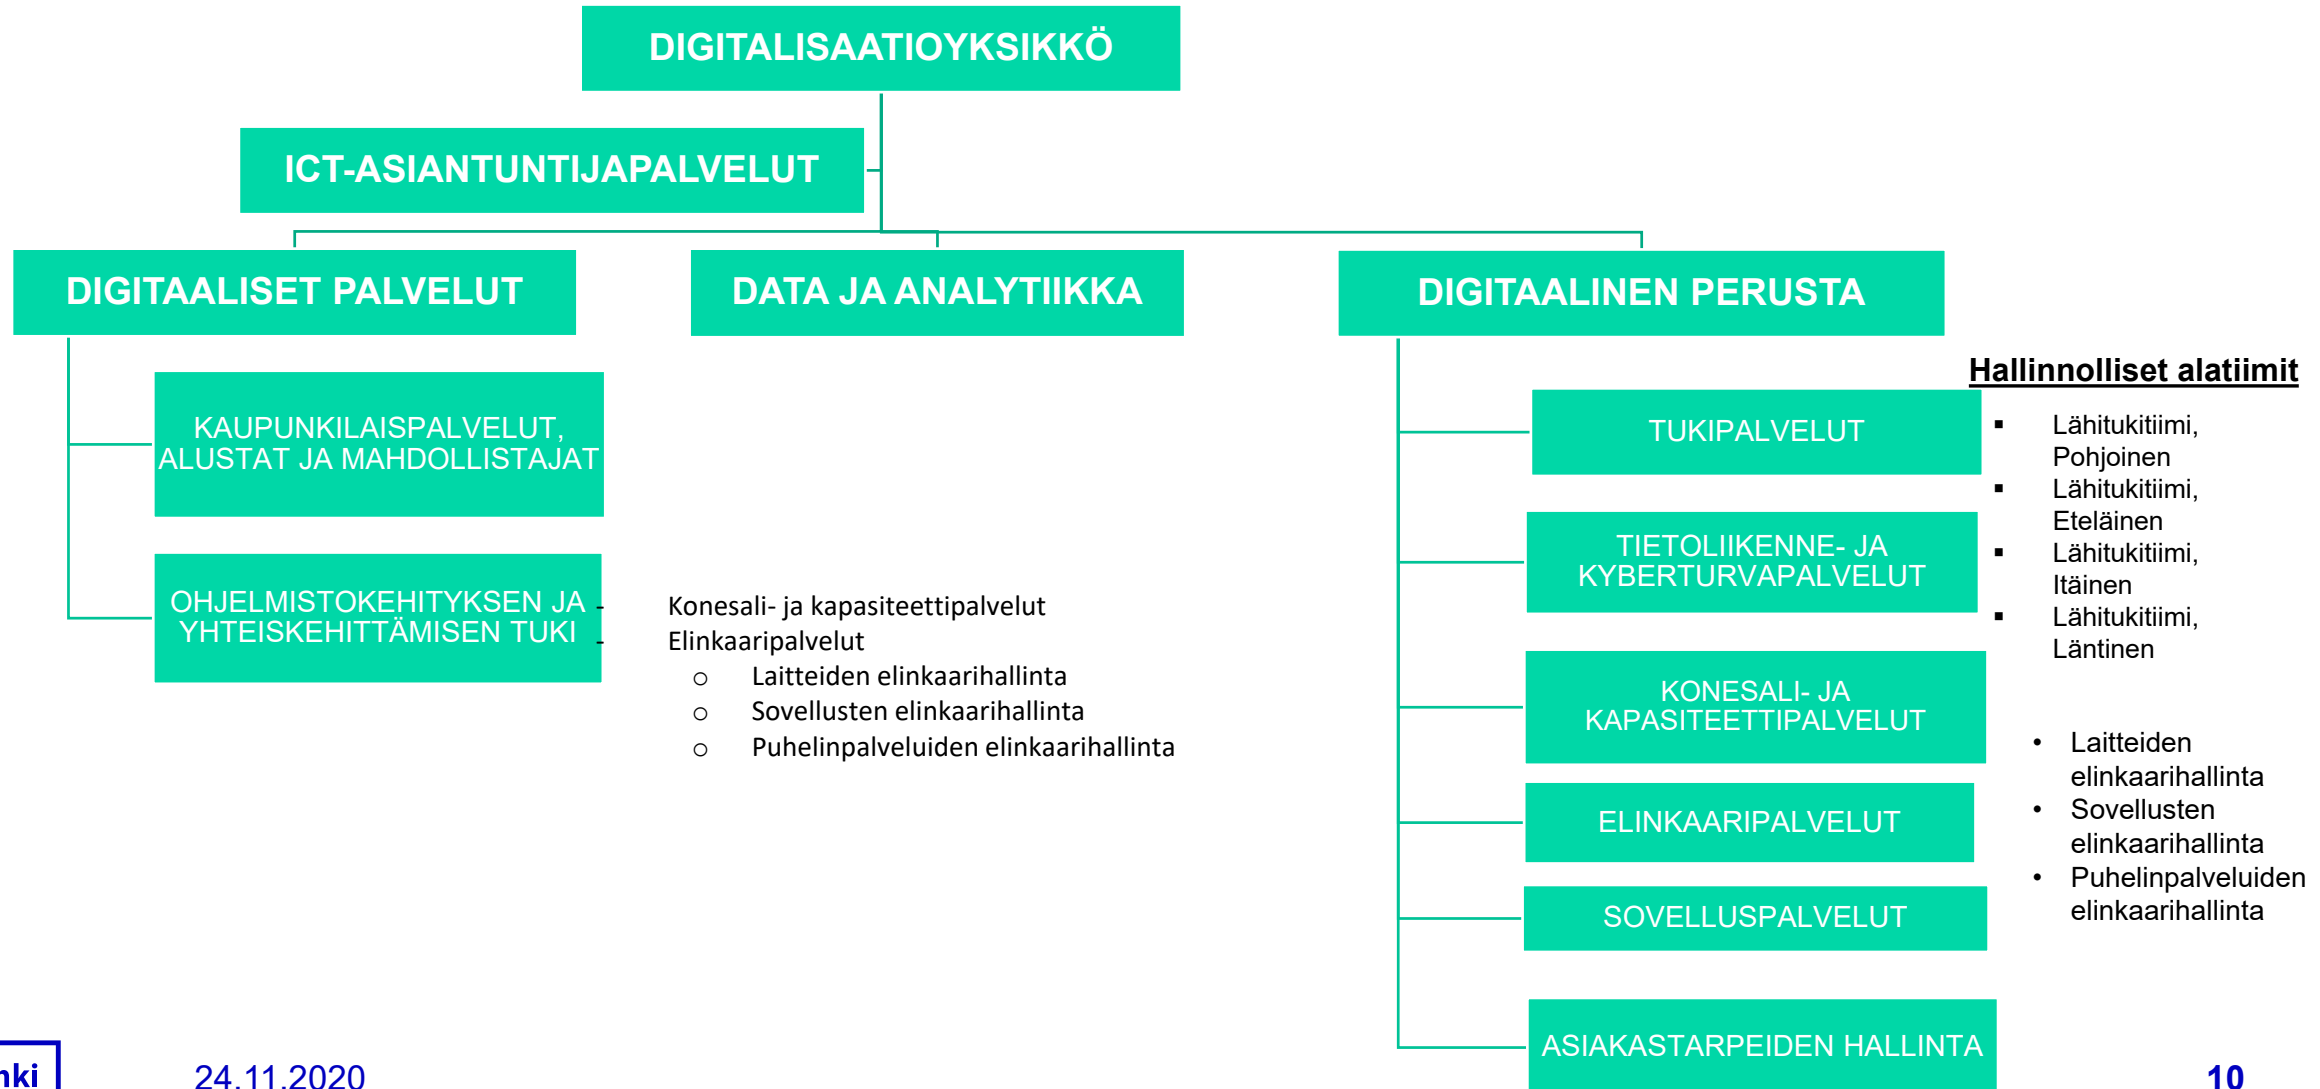 DIGITALISAATIOYKSIKKÖ
ICT-ASIANTUNTIJAPALVELUT
DIGITAALISET PALVELUT
DATA JA ANALYTIIKKA
DIGITAALINEN PERUSTA
KAUPUNKILAISPALVELUT,
ALUSTAT JA MAHDOLLISTAJAT
OHJELMISTOKEHITYKSEN JA
YHTEISKEHITTÄMISEN TUKI
- Konesali- ja kapasiteettipalvelut
- Elinkaaripalvelut
o Laitteiden elinkaarihallinta
o Sovellusten elinkaarihallinta
o Puhelinpalveluiden elinkaarihallinta
TUKIPALVELUT
TIETOLIIKENNE- JA
KYBERTURVAPALVELUT
KONESALI- JA
KAPASITEETTIPALVELUT
ELINKAARIPALVELUT
SOVELLUSPALVELUT
ASIAKASTARPEIDEN HALLINTA
Hallinnolliset alatiimit
▪ Lähitukitiimi,
Pohjoinen
▪ Lähitukitiimi,
Eteläinen
▪ Lähitukitiimi,
Itäinen
▪ Lähitukitiimi,
Läntinen
• Laitteiden
elinkaarihallinta
• Sovellusten
elinkaarihallinta
• Puhelinpalveluiden
elinkaarihallinta
24.11.2020
10